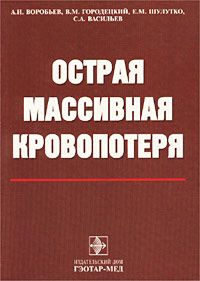 А.И. ВОРОБЬЕВ, В.М. ГОРОДЕЦКИЙ, Е.М. ШУЛУТКО,
С.А. ВАСИЛЬЕВ
ОСТРАЯ
МАССИВНАЯ
КРОВОПОТЕРЯ
ИЗДАТЕЛЬСКИЙ ДОМ
ГЭОТАР-МЕД